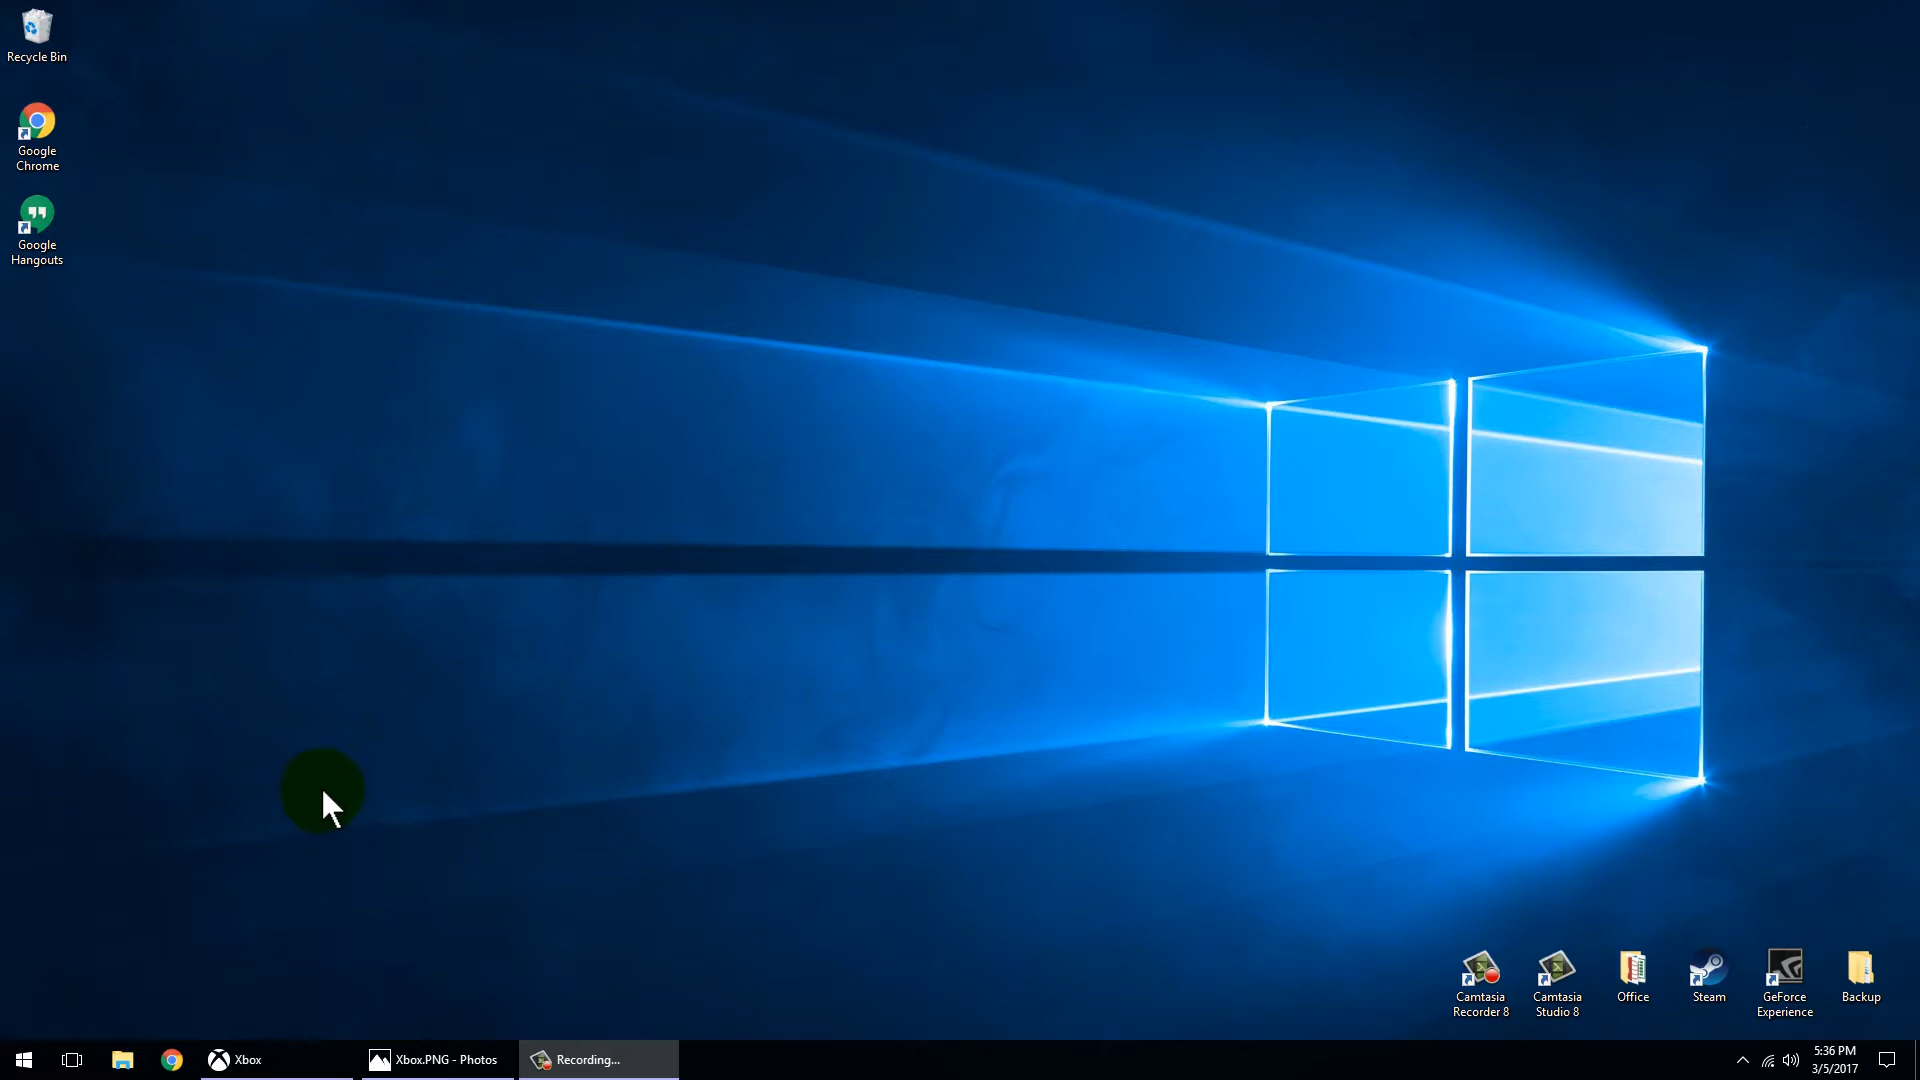 Recycle Bin
Google
Chrome
Google
Hangouts
Camtasia
Recorder 8
Camtasia
Studio 8
Office
Steam
GeForce
Experience
Backup
Xbox
Xbox.PNG - Photos
Recording...
5:36 PM
3/5/2017